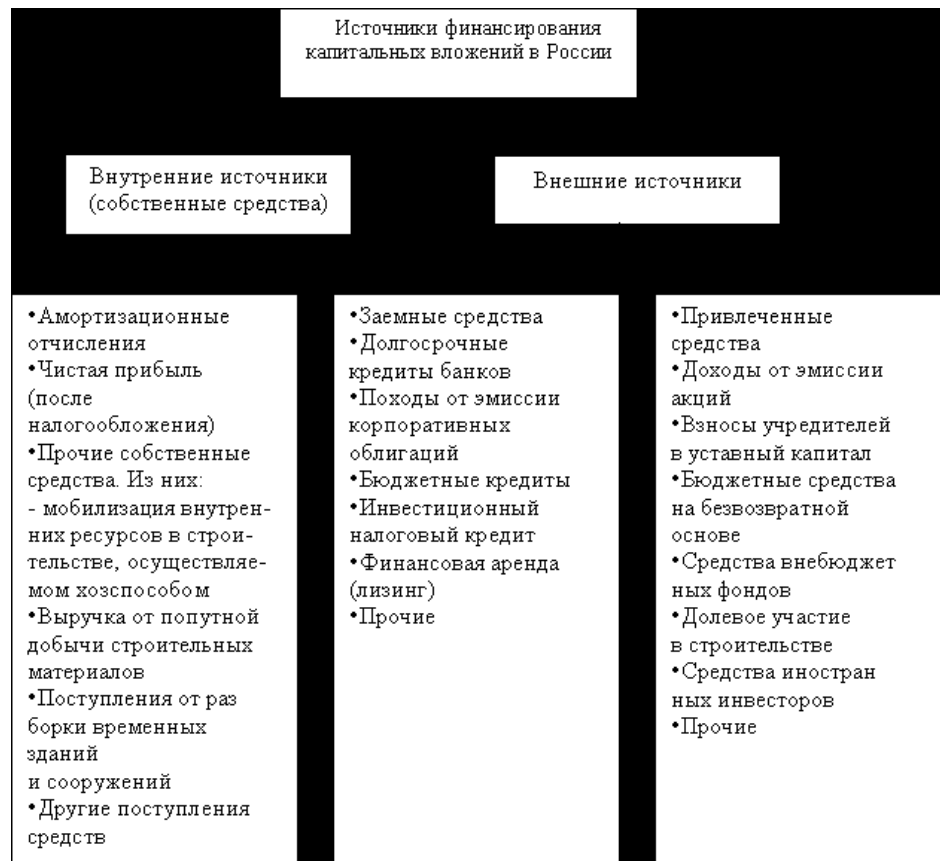 Источники финансирования
капитальных вложений в России
Внутренние источники
(собственные средства)
Внешние источники
•Амортизационные
отчисления
•Чистая прибыль
(после
налогообложения)
•Прочие собственные
средства. Из них:
- мобилизация внутрен-
них ресурсов в строи-
тельстве, осуществляе-
мом хозспособом
•Выручка от попутной
добычи строительных
материалов
•Поступления от раз
борки временных
зданий
и сооружений
•Другие поступления
средств
•Заемные средства
•Долгосрочные
кредиты банков
•Походы от эмиссии
корпоративных
облигаций
•Бюджетные кредиты
•Инвестиционный
налоговый кредит
•Финансовая аренда
(лизинг)
•Прочие
•Привлеченные
средства
•Доходы от эмиссии
акций
•Взносы учредителей
в уставный капитал
•Бюджетные средства
на безвозвратной
основе
•Средства внебюджет
ных фондов
•Долевое участие
в строительстве
•Средства иностран
ных инвесторов
•Прочие